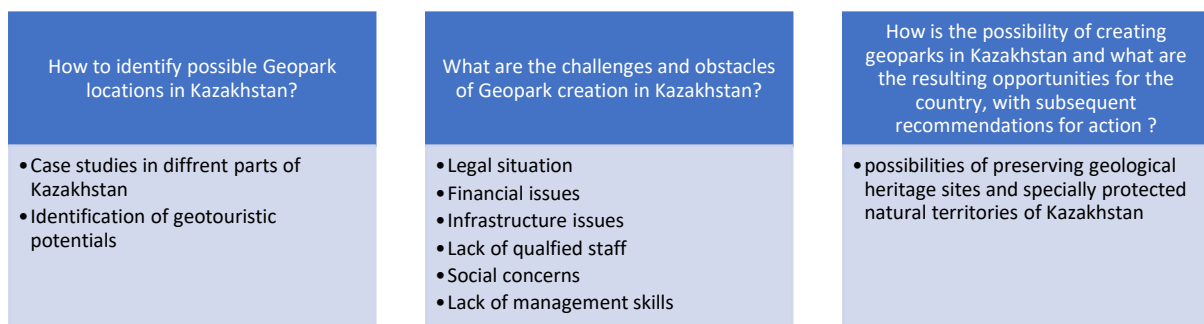 How to identify possible Geopark
locations in Kazakhstan?
• Case studies in diffrent parts of
Kazakhstan
• Identification of geotouristic
potentials
What are the challenges and obstacles
of Geopark creation in Kazakhstan?
• Legal situation
• Financial issues
• Infrastructure issues
• Lack of qualfied staff
• Social concerns
• Lack of management skills
How is the possibility of creating
geoparks in Kazakhstan and what are
the resulting opportunities for the
country, with subsequent
recommendations for action ?
• possibilities of preserving geological
heritage sites and specially protected
natural territories of Kazakhstan